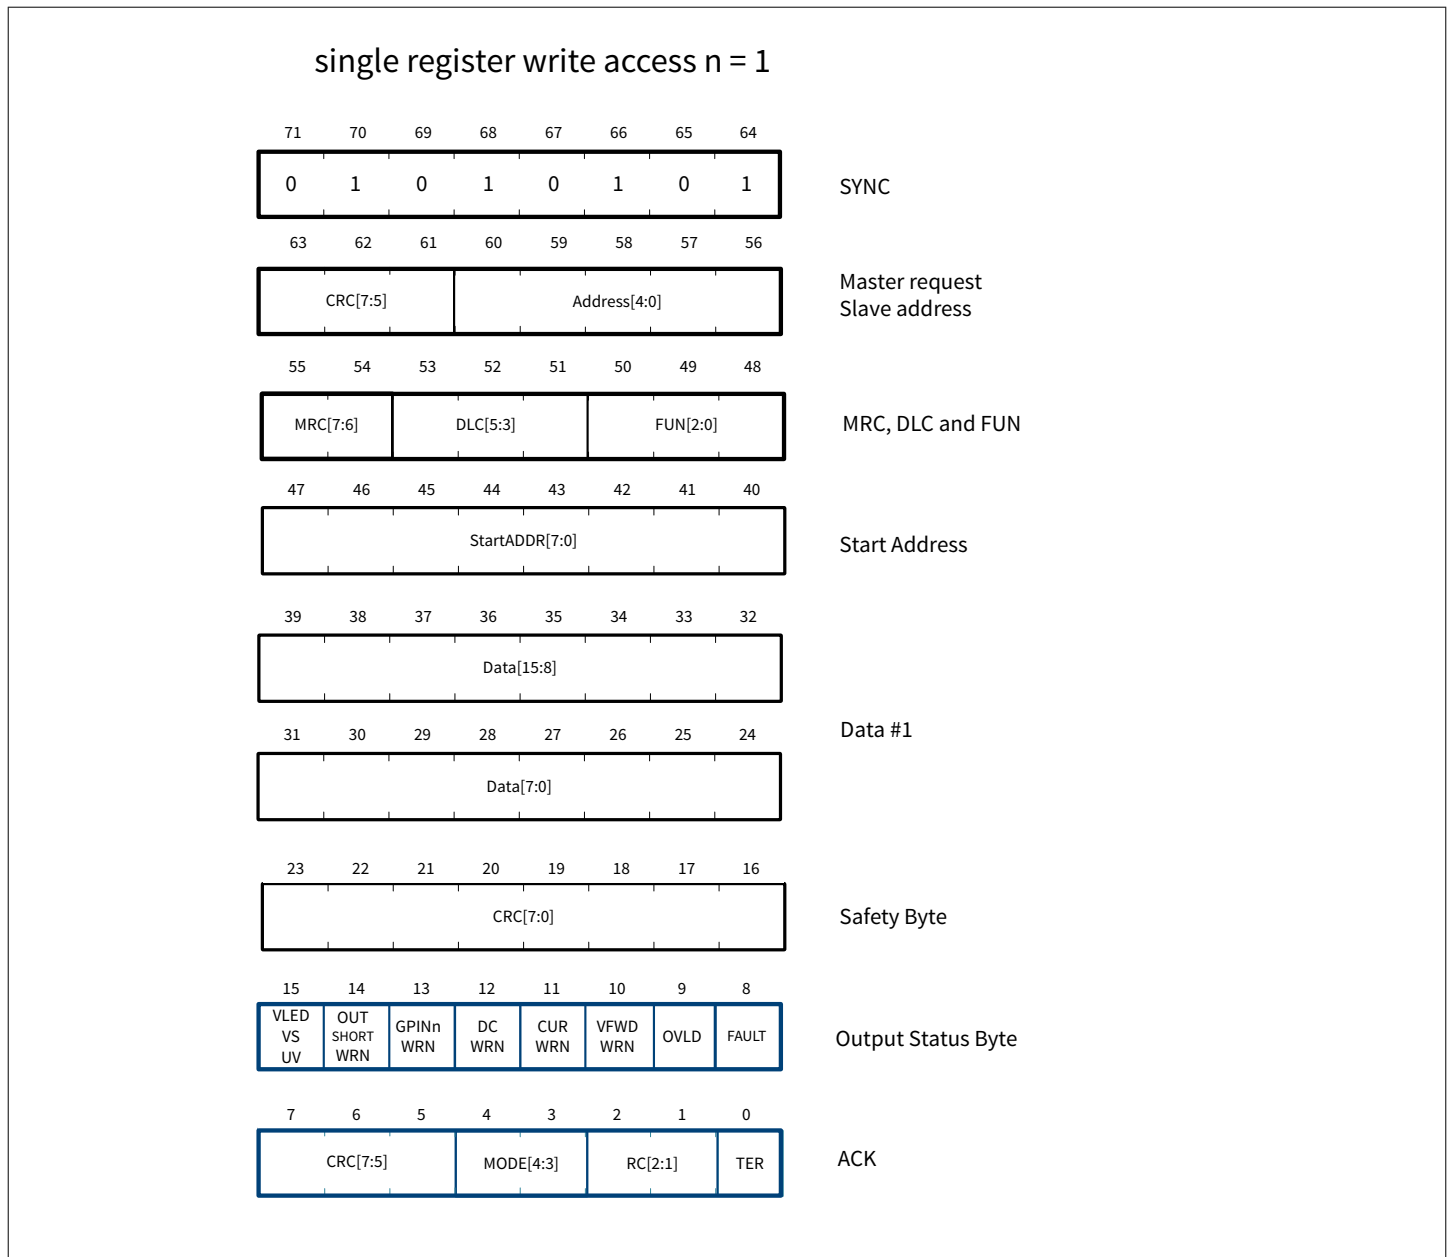 single register write access n = 1
71 70 69 68 67 66 65 64
0 1 0 1 0 1 0 1
SYNC
63 62 61 60 59 58 57 56
CRC[7:5] Address[4:0]
Master request
Slave address
55 54 53 52 51 50 49 48
MRC[7:6] DLC[5:3] FUN[2:0]
MRC, DLC and FUN
47 46 45 44 43 42 41 40
StartADDR[7:0]
Start Address
39 38 37 36 35 34 33 32
Data[15:8]
Data #1
31 30 29 28 27 26 25 24
Data[7:0]
23 22 21 20 19 18 17 16
CRC[7:0]
Safety Byte
15 14 13 12 11 10 9 8
VLED
VS
UV
OUT
SHORT
WRN
GPINn
WRN
DC
WRN
CUR
WRN
VFWD
WRN
OVLD
FAULT
Output Status Byte
7 6 5 4 3 2 1 0
CRC[7:5] MODE[4:3] RC[2:1] TER
ACK